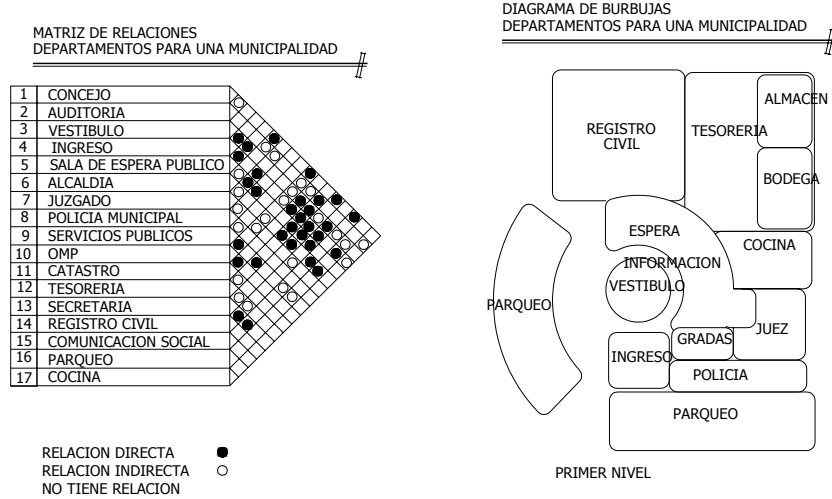 MATRIZ DE RELACIONES
DEPARTAMENTOS PARA UNA MUNICIPALIDAD
1 CONCEJO
2 AUDITORIA
3 VESTIBULO
4 INGRESO
5 SALA DE ESPERA PUBLICO
6 ALCALDIA
7 JUZGADO
8 POLICIA MUNICIPAL
9 SERVICIOS PUBLICOS
10 OMP
11 CATASTRO
12 TESORERIA
13 SECRETARIA
14 REGISTRO CIVIL
15 COMUNICACION SOCIAL
16 PARQUEO
17 COCINA
RELACION DIRECTA
RELACION INDIRECTA
NO TIENE RELACION
DIAGRAMA DE BURBUJAS
DEPARTAMENTOS PARA UNA MUNICIPALIDAD
ALMACEN
REGISTRO
CIVIL
TESORERIA
BODEGA
ESPERA
COCINA
INFORMACION
VESTIBULO
PARQUEO
JUEZ
GRADAS
INGRESO
POLICIA
PARQUEO
PRIMER NIVEL